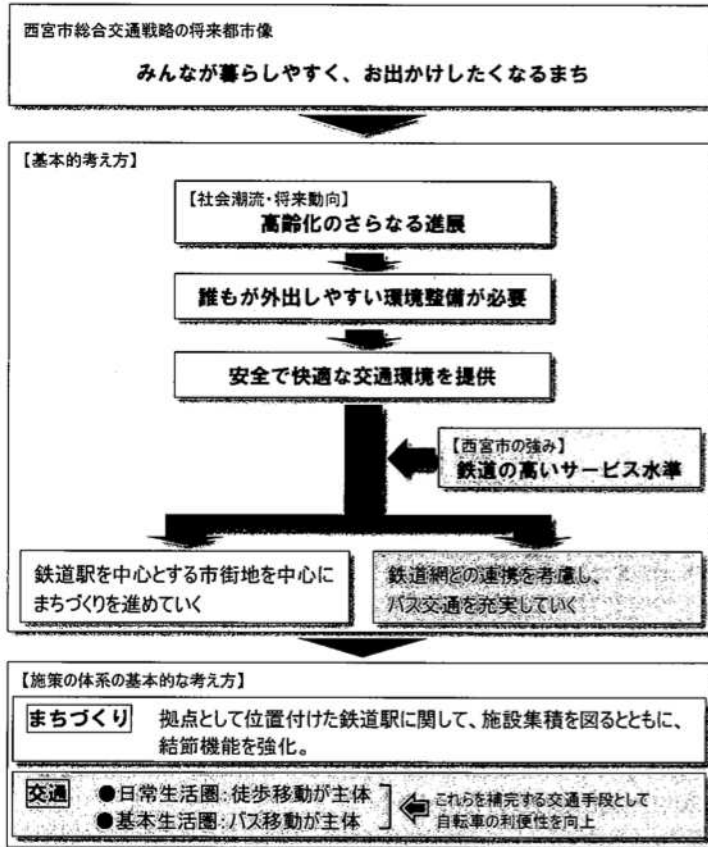 西宮市総合交通戦略の将来都市像
みんなが暮らしやすく、お出かけしたくなるまち
【基本的考え方】
【社会潮流・将来動向】
高齢化のさらなる進展
誰もが外出しやすい環境整備が必要
安全で快適な交通環境を提供
【西宮市の強み】
鉄道の高いサービス水準
鉄道駅を中心とする市街地を中心に
まちづくりを進めていく
鉄道網との連携を考慮し、
バス交通を充実していく
【施策の体系の基本的な考え方】
まちづくり 拠点として位置付けた鉄道駅に関して、施設集積を図るとともに、
結節機能を強化。
交通 ●日常生活圏:徒歩移動が主体
●基本生活圏:バス移動が主体
これらを補完する交通手段として
自転車の利便性を向上